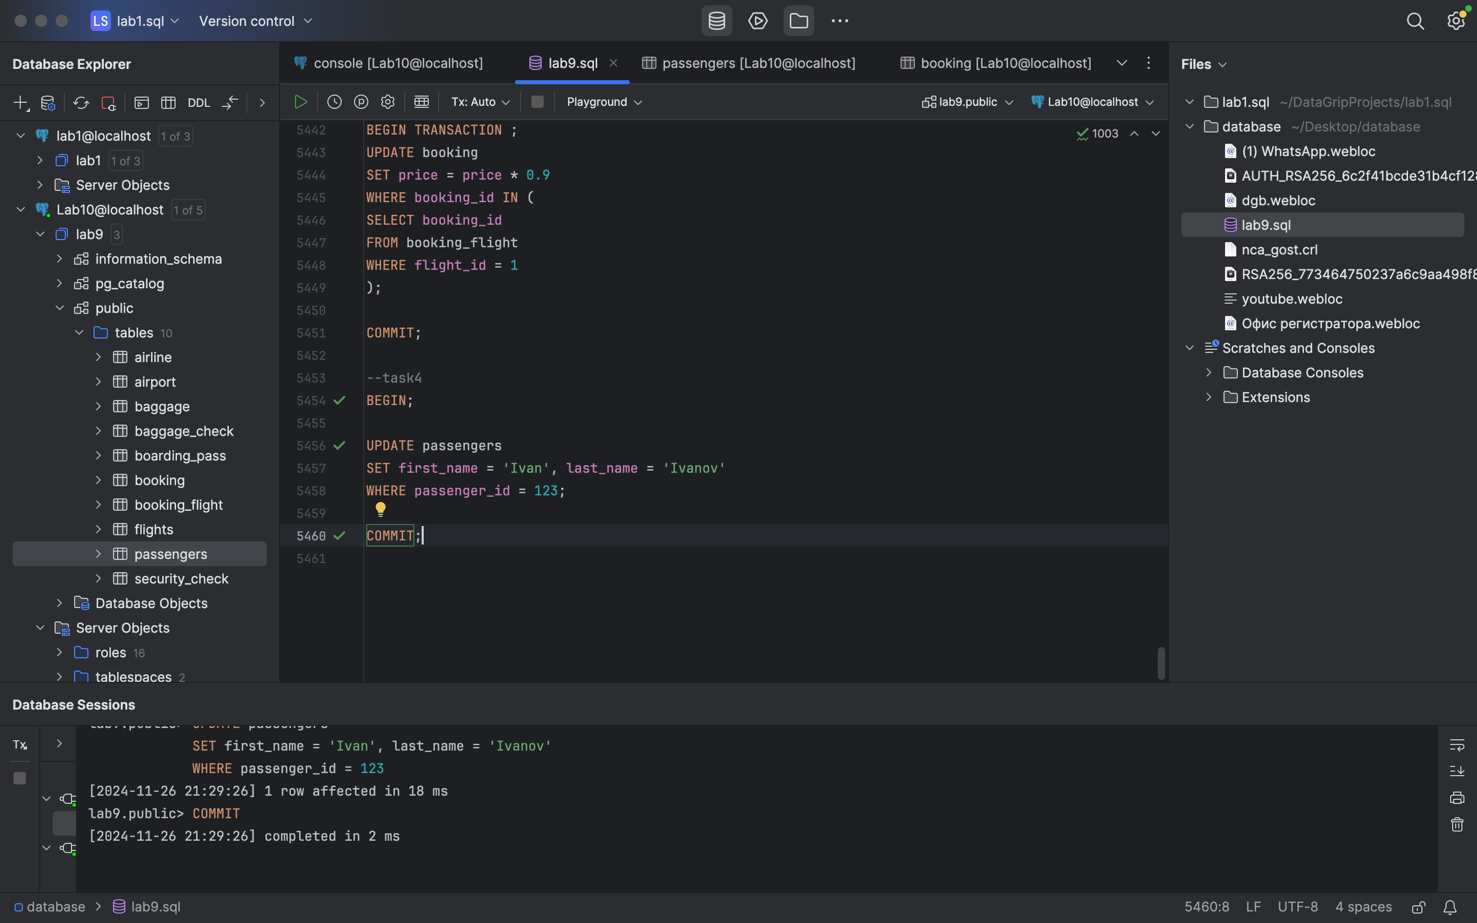 LS lab1.sql Version control
Database Explorer
DDL
lab1@localhost 1 of 3
lab1 1 of 3
Server Objects
Lab10@localhost 1 of 5
lab9 3
information_schema
pg_catalog
public
tables 10
airline
airport
baggage
baggage_check
boarding_pass
booking
booking_flight
flights
passengers
security_check
Database Objects
Server Objects
roles 16
tablespaces 2
console [Lab10@localhost] lab9.sql passengers [Lab10@localhost] booking [Lab10@localhost]
Tx: Auto Playground lab9.public Lab10@localhost
1003
5442 BEGIN TRANSACTION ;
5443 UPDATE booking
5444 SET price = price * 0.9
5445 WHERE booking_id IN (
5446 SELECT booking_id
5447 FROM booking_flight
5448 WHERE flight_id = 1
5449 );
5450
5451 COMMIT;
5452
5453 --task4
5454 BEGIN;
5455
5456 UPDATE passengers
5457 SET first_name = 'Ivan', last_name = 'Ivanov'
5458 WHERE passenger_id = 123;
5459
5460 COMMIT;
5461
Files
lab1.sql ~/DataGripProjects/lab1.sql
database ~/Desktop/database
(1) WhatsApp.webloc
AUTH_RSA256_6c2f41bcde31b4cf128
dgb.webloc
lab9.sql
nca_gost.crl
RSA256_773464750237a6c9aa498f8
youtube.webloc
Офис регистратора.webloc
Scratches and Consoles
Database Consoles
Extensions
Database Sessions
Tx
lab9.public> UPDATE passengers
SET first_name = 'Ivan', last_name = 'Ivanov'
WHERE passenger_id = 123
[2024-11-26 21:29:26] 1 row affected in 18 ms
lab9.public> COMMIT
[2024-11-26 21:29:26] completed in 2 ms
database > lab9.sql
5460:8 LF UTF-8 4 spaces